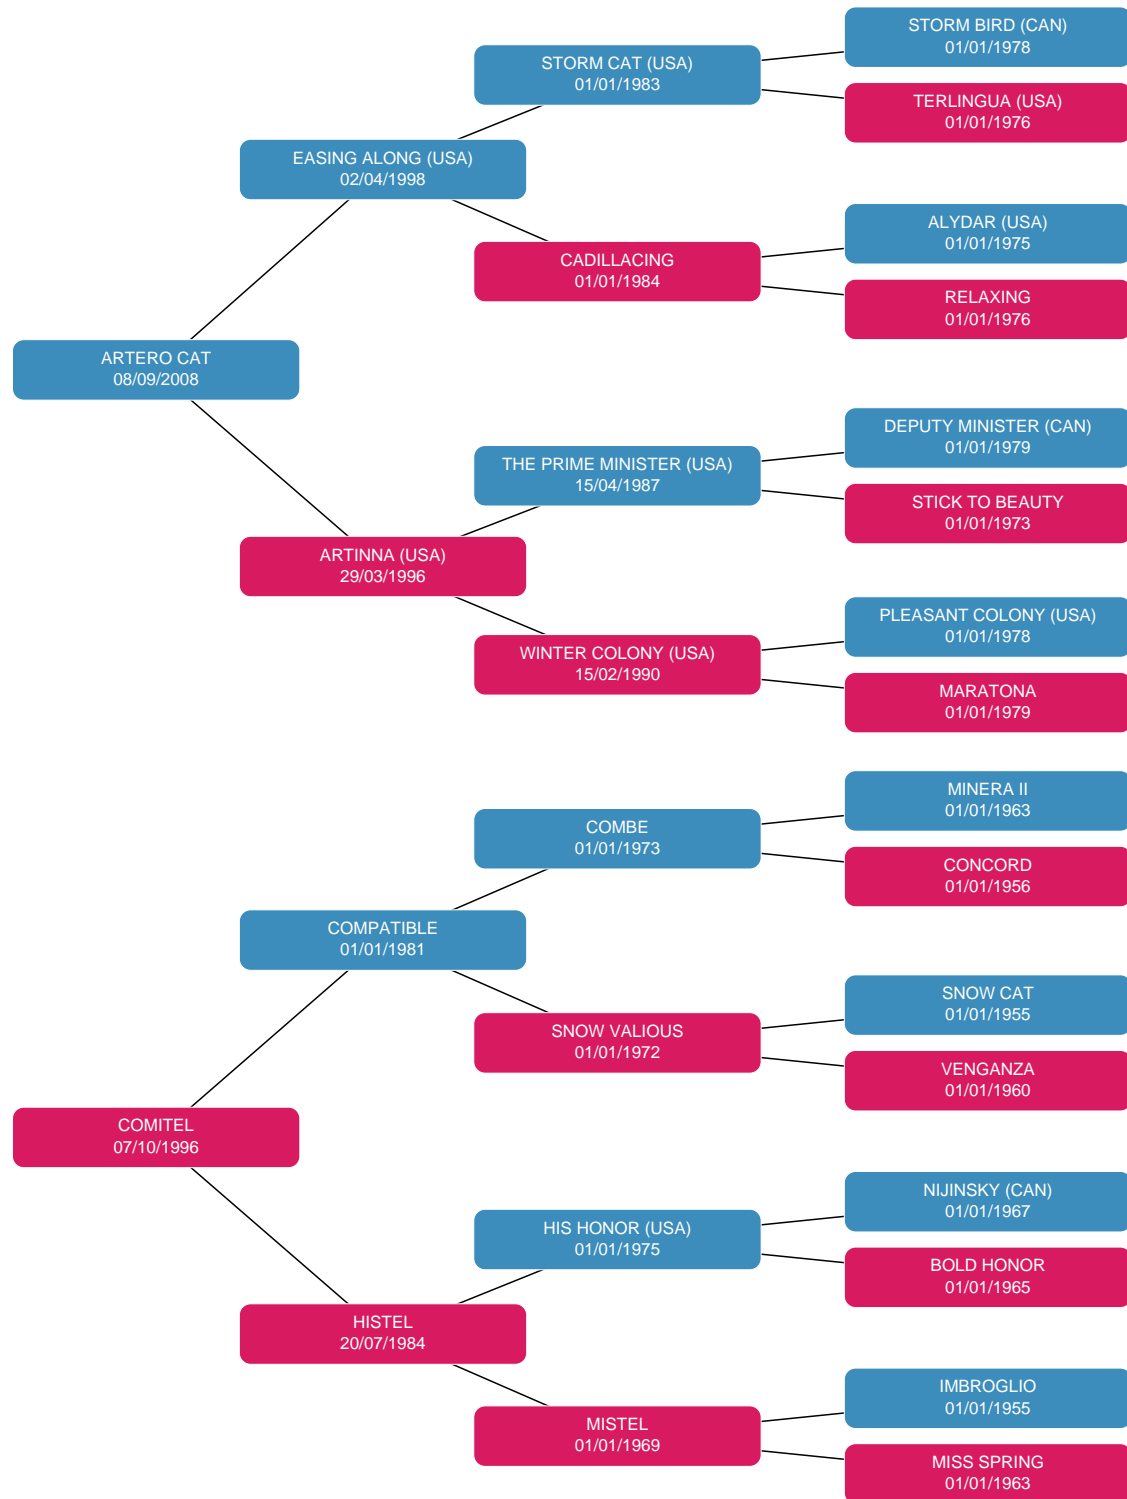 STORM BIRD (CAN)
01/01/1978
STORM CAT (USA)
01/01/1983
TERLINGUA (USA)
01/01/1976
EASING ALONG (USA)
02/04/1998
ALYDAR (USA)
01/01/1975
CADILLACING
01/01/1984
RELAXING
01/01/1976
ARTERO CAT
08/09/2008
DEPUTY MINISTER (CAN)
01/01/1979
THE PRIME MINISTER (USA)
15/04/1987
STICK TO BEAUTY
01/01/1973
ARTINNA (USA)
29/03/1996
PLEASANT COLONY (USA)
01/01/1978
WINTER COLONY (USA)
15/02/1990
MARATONA
01/01/1979
MINERA II
01/01/1963
COMBE
01/01/1973
CONCORD
01/01/1956
COMPATIBLE
01/01/1981
SNOW CAT
01/01/1955
SNOW VALIOUS
01/01/1972
VENGANZA
01/01/1960
COMITEL
07/10/1996
NIJINSKY (CAN)
01/01/1967
HIS HONOR (USA)
01/01/1975
BOLD HONOR
01/01/1965
HISTEL
20/07/1984
IMBROGLIO
01/01/1955
MISTEL
01/01/1969
MISS SPRING
01/01/1963